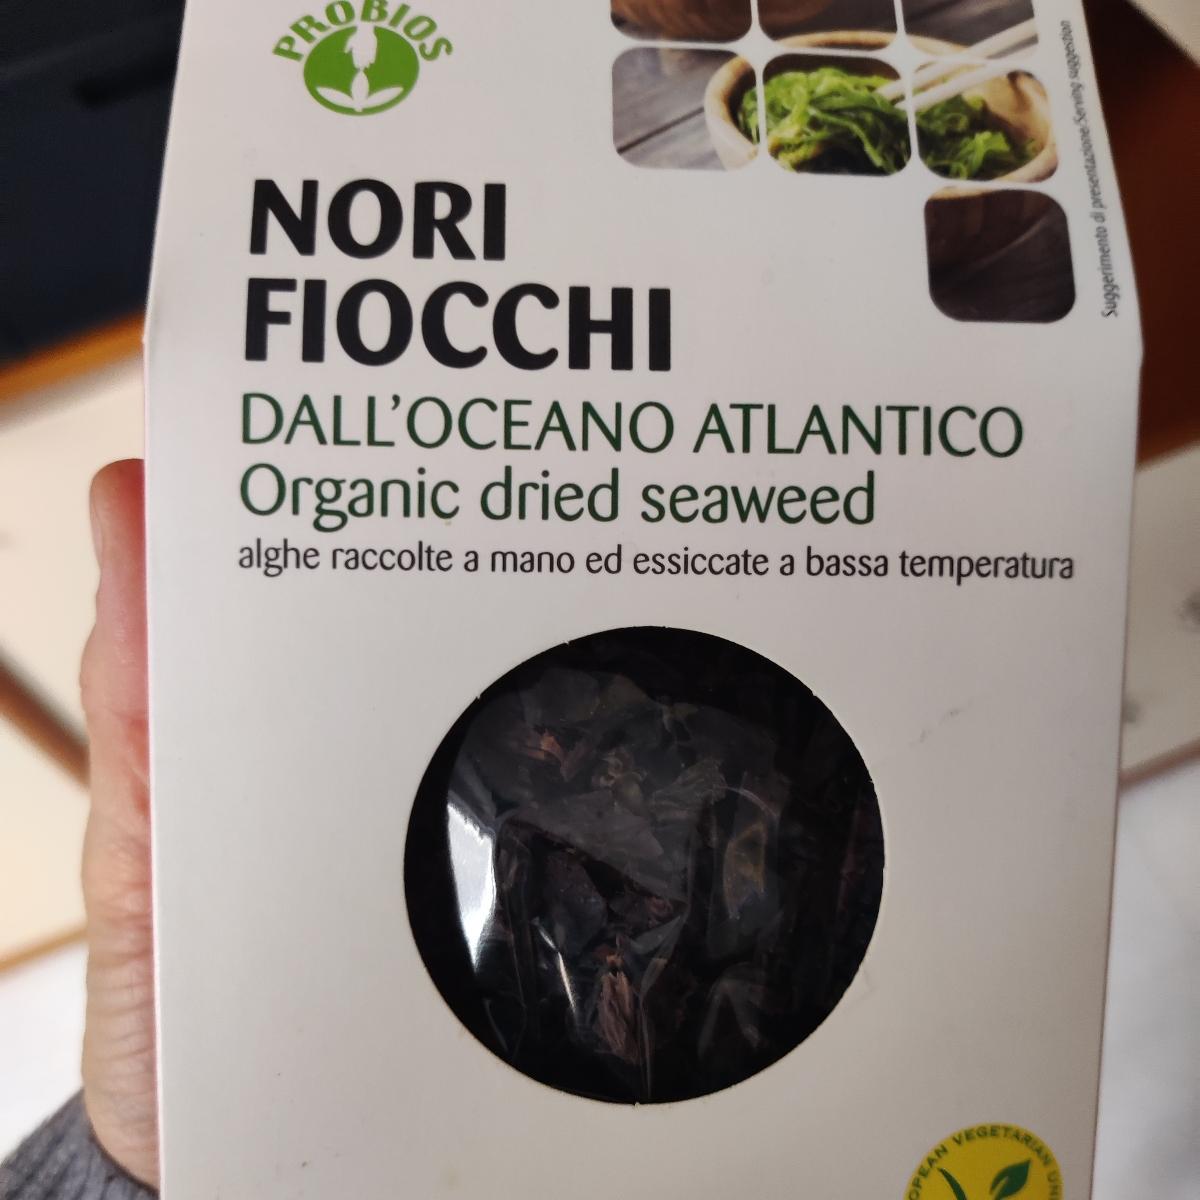 PROBIOS
Suggerimento di presentazione/Serving suggestion
NORI
FIOCCHI
DALL'OCEANO ATLANTICO
Organic dried seaweed
alghe raccolte a mano ed essiccate a bassa temperatura
VEGETARIAN